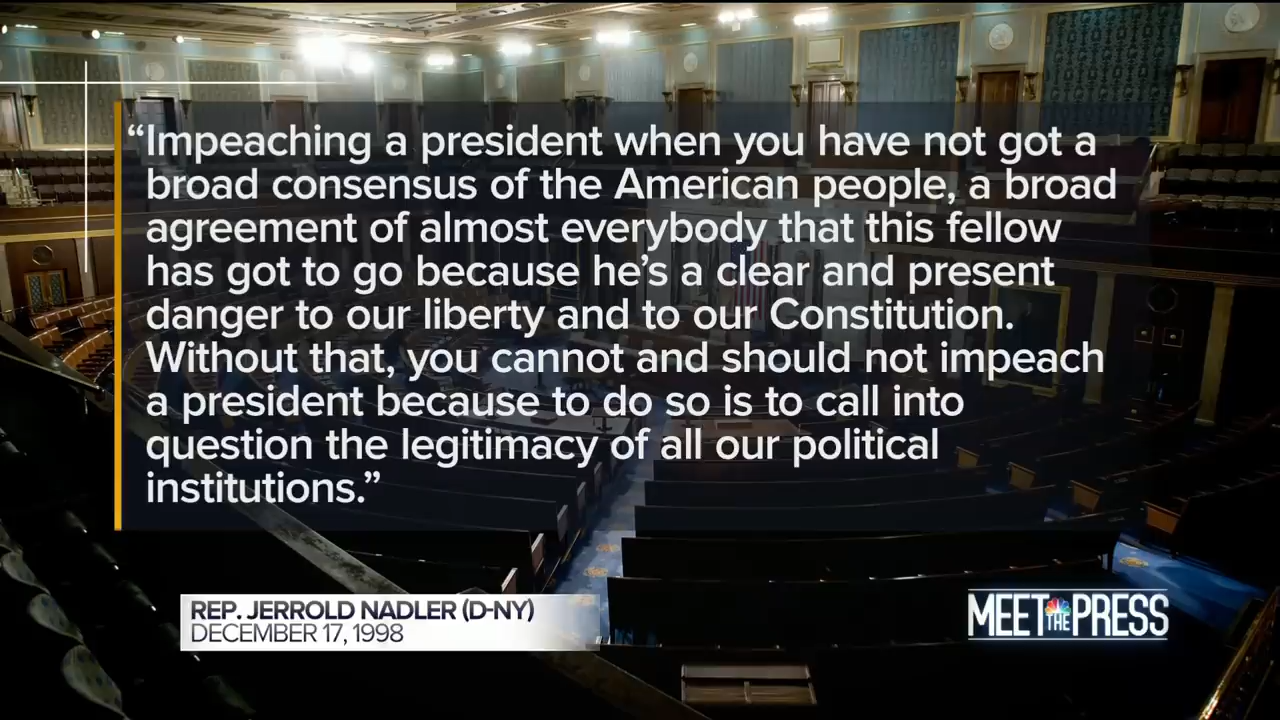 “Impeaching a president when you have not got a
broad consensus of the American people, a broad
agreement of almost everybody that this fellow
has got to go because he’s a clear and present
danger to our liberty and to our Constitution.
Without that, you cannot and should not impeach
a president because to do so is to call into
question the legitimacy of all our political
institutions.”
REP. JERROLD NADLER (D-NY)
DECEMBER 17, 1998
MEET THE PRESS